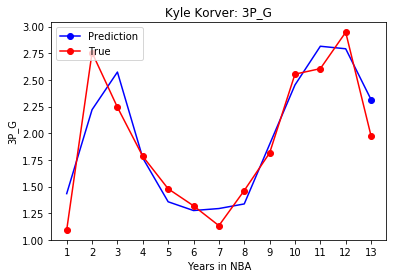 Kyle Korver: 3P_G
Prediction
True
3P_G
3.00
2.75
2.50
2.25
2.00
1.75
1.50
1.25
1.00
1 2 3 4 5 6 7 8 9 10 11 12 13
Years in NBA